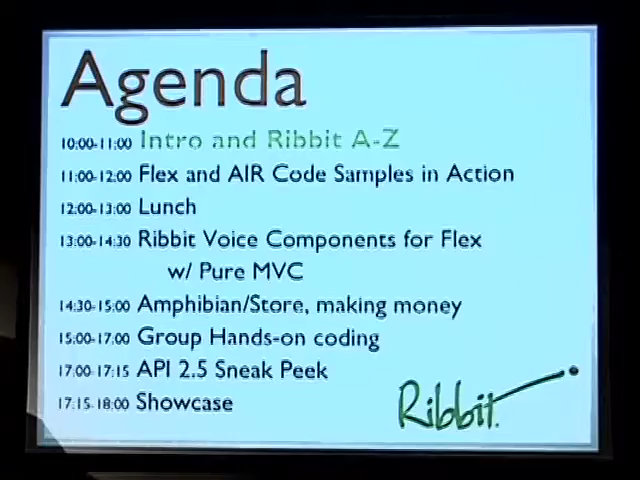 Agenda
10:00-11:00 Intro and Ribbit A-Z
11:00-12:00 Flex and AIR Code Samples in Action
12:00-13:00 Lunch
13:00-14:30 Ribbit Voice Components for Flex
w/ Pure MVC
14:30-15:00 Amphibian/Store, making money
15:00-17:00 Group Hands-on coding
17:00-17:15 API 2.5 Sneak Peek
17:15-18:00 Showcase
Ribbit.